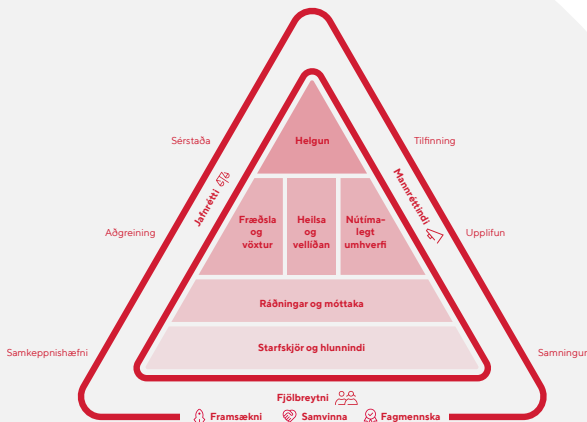 Sérstaða
Tilfinning
Helgun
Jafnrétti
Mannréttindi
Fræðsla
og
vöxtur
Heilsa
og
vellíðan
Nútíma-
legt
umhverfi
Aðgreining
Upplifun
Ráðningar og móttaka
Starfskjör og hlunnindi
Samkeppnishæfni
Samningur
Fjölbreytni
Framsækni
Samvinna
Fagmennska